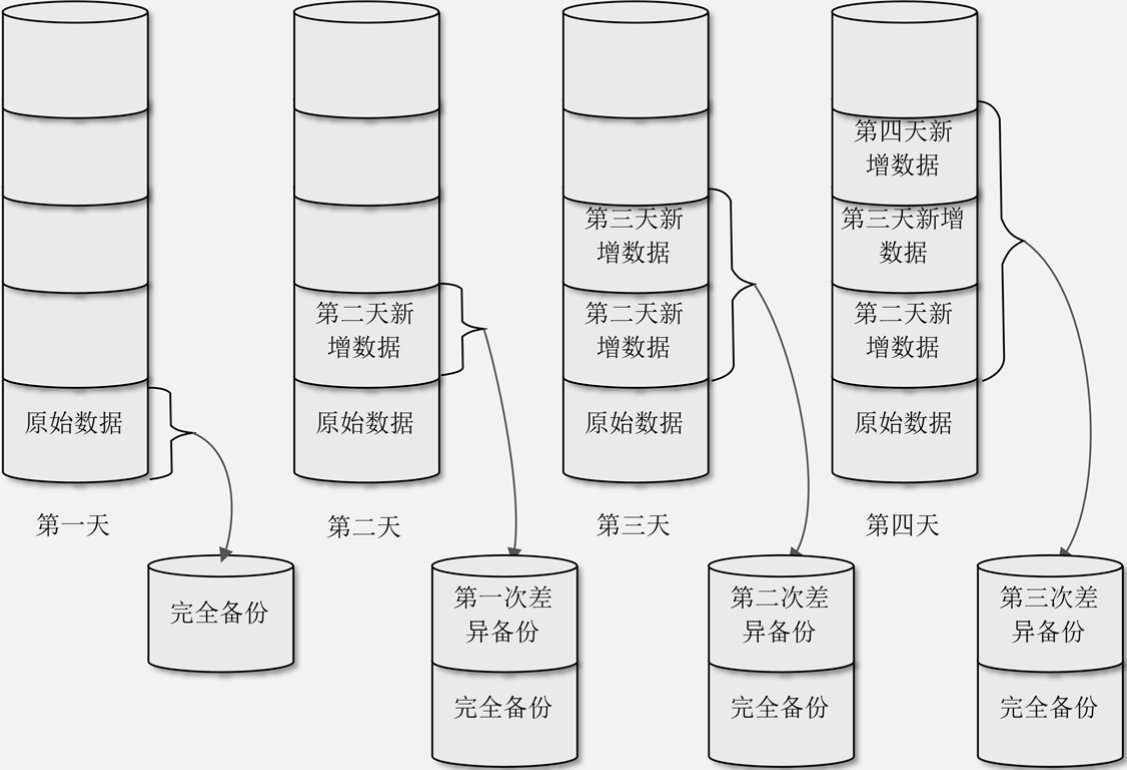 第四天新
增数据
第三天新
增数据
第三天新增
数据
第二天新
增数据
第二天新
增数据
第二天新
增数据
原始数据
原始数据
原始数据
原始数据
第一天
第二天
第三天
第四天
完全备份
第一次差
异备份
第二次差
异备份
第三次差
异备份
完全备份
完全备份
完全备份